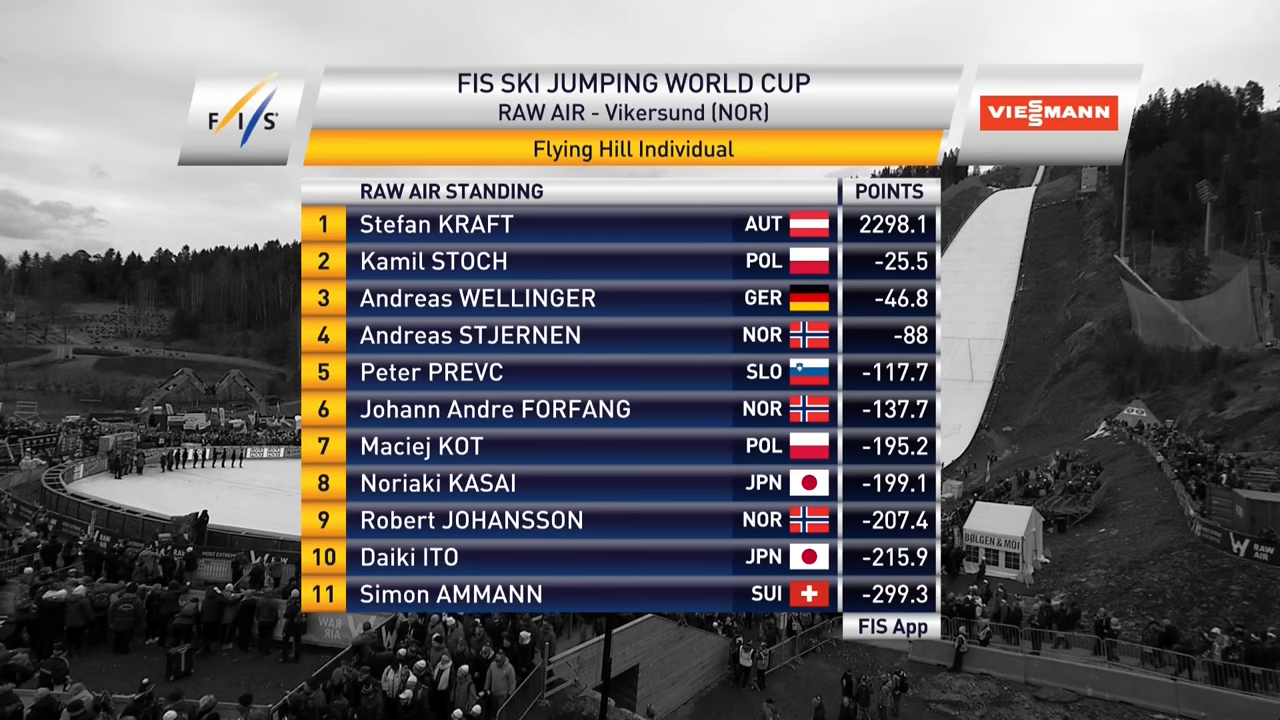 FIS
FIS SKI JUMPING WORLD CUP
RAW AIR - Vikersund (NOR)
VIESSMANN
Flying Hill Individual
RAW AIR STANDING POINTS
1 Stefan KRAFT AUT 2298.1
2 Kamil STOCH POL -25.5
3 Andreas WELLINGER GER -46.8
4 Andreas STJERNEN NOR -88
5 Peter PREVC SLO -117.7
6 Johann Andre FORFANG NOR -137.7
7 Maciej KOT POL -195.2
8 Noriaki KASAI JPN -199.1
9 Robert JOHANSSON NOR -207.4
10 Daiki ITO JPN -215.9
11 Simon AMMANN SUI -299.3
FIS App
BØLGEN & MOI
RAW AIR